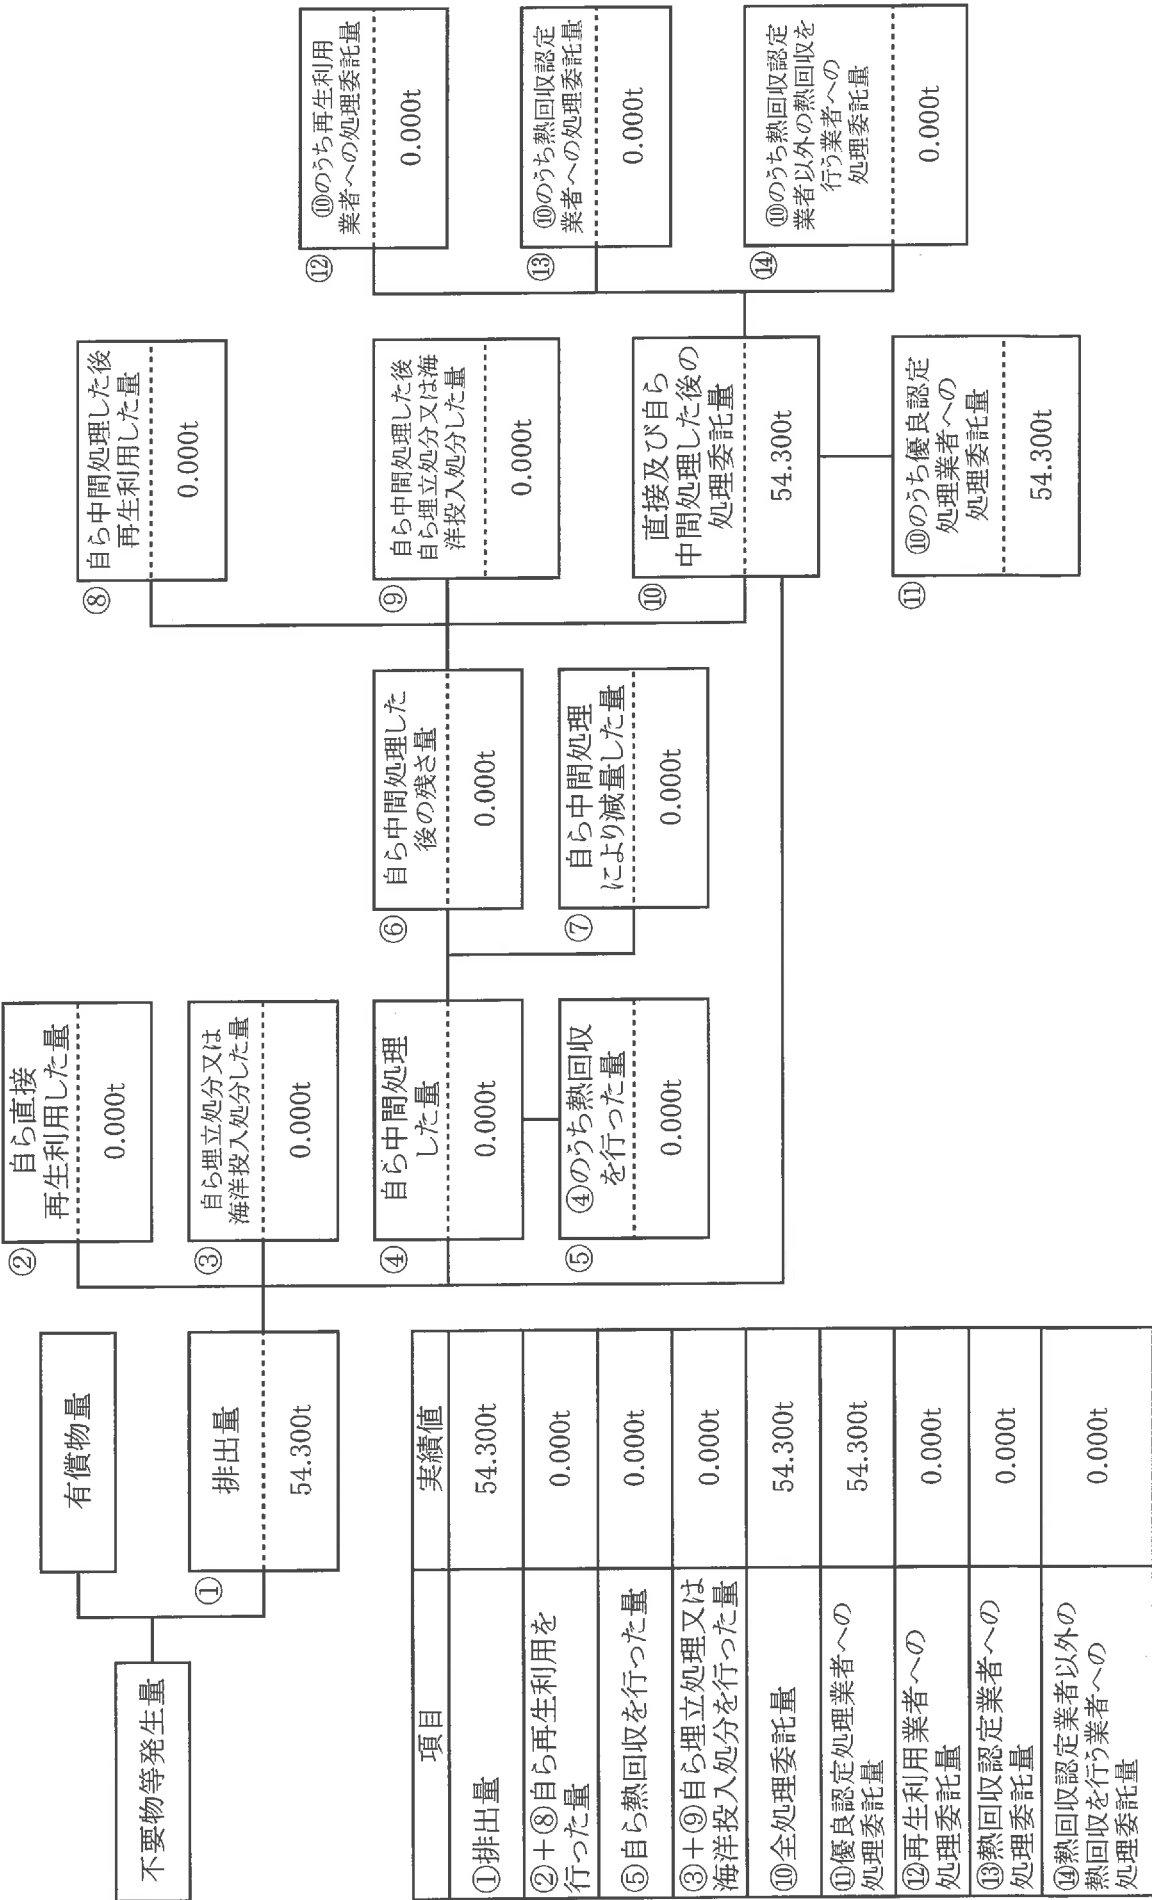 不要物等発生量
有償物量
①
排出量
54.300t
②
自ら直接
再生利用した量
0.000t
③
自ら埋立処分又は
海洋投入処分した量
0.000t
④
自ら中間処理
した量
0.000t
⑤
④のうち熱回収
を行った量
0.000t
⑥
自ら中間処理した
後の残さ量
0.000t
⑦
自ら中間処理
により減量した量
0.000t
⑧
自ら中間処理した後
再生利用した量
0.000t
⑨
自ら中間処理した後
自ら埋立処分又は海
洋投入処分した量
0.000t
⑩
直接及び自ら
中間処理した後の
処理委託量
54.300t
⑪
⑩のうち優良認定
処理業者への
処理委託量
54.300t
⑫
⑩のうち再生利用
業者への処理委託量
0.000t
⑬
⑩のうち熱回収認定
業者への処理委託量
0.000t
⑭
⑩のうち熱回収認定
業者以外の熱回収を
行う業者への
処理委託量
0.000t
項目 実績値
①排出量 54.300t
②+⑧自ら再生利用を
行った量 0.000t
⑤自ら熱回収を行った量 0.000t
③+⑨自ら埋立処理又は
海洋投入処分を行った量 0.000t
⑩全処理委託量 54.300t
⑪優良認定処理業者への
処理委託量 54.300t
⑫再生利用業者への
処理委託量 0.000t
⑬熱回収認定業者への
処理委託量 0.000t
⑭熱回収認定業者以外の
熱回収を行う業者への
処理委託量 0.000t